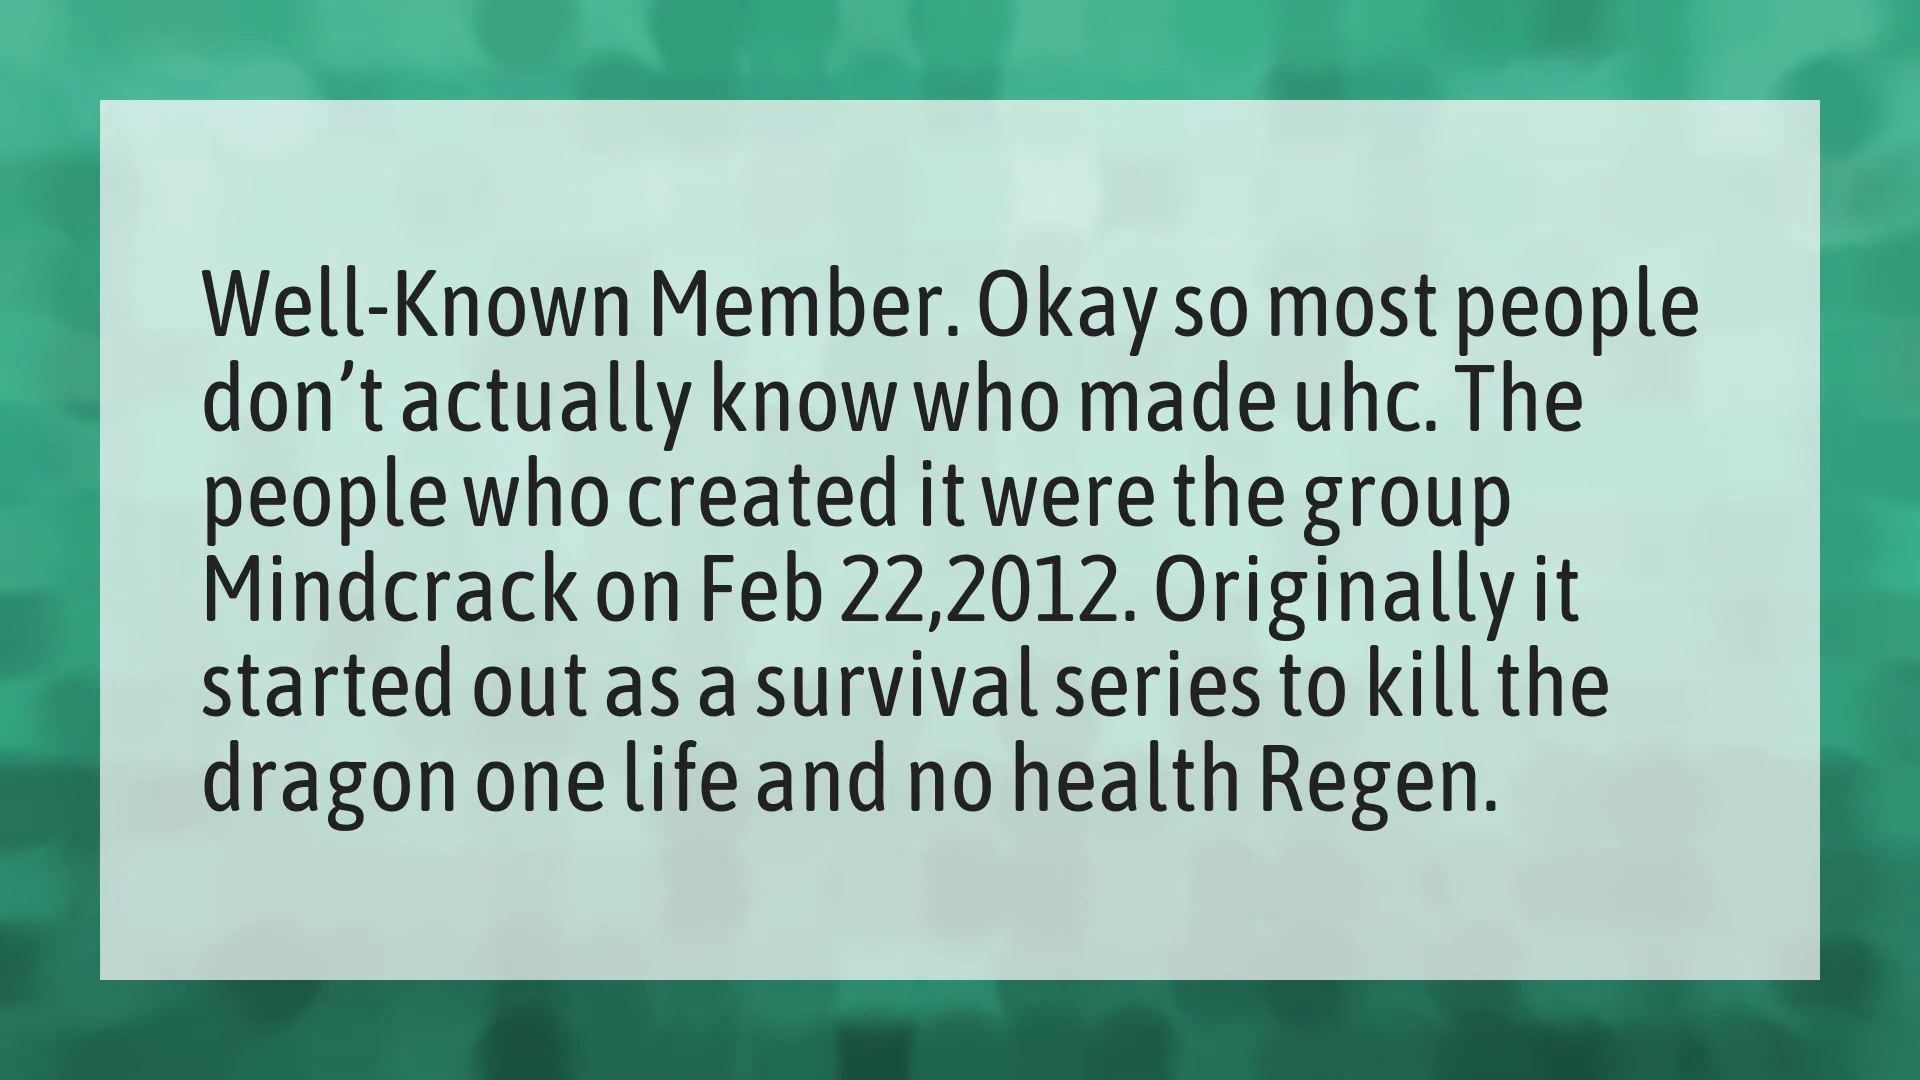 Well-Known Member. Okay so most people
don’t actually know who made uhc. The
people who created it were the group
Mindcrack on Feb 22,2012. Originally it
started out as a survival series to kill the
dragon one life and no health Regen.